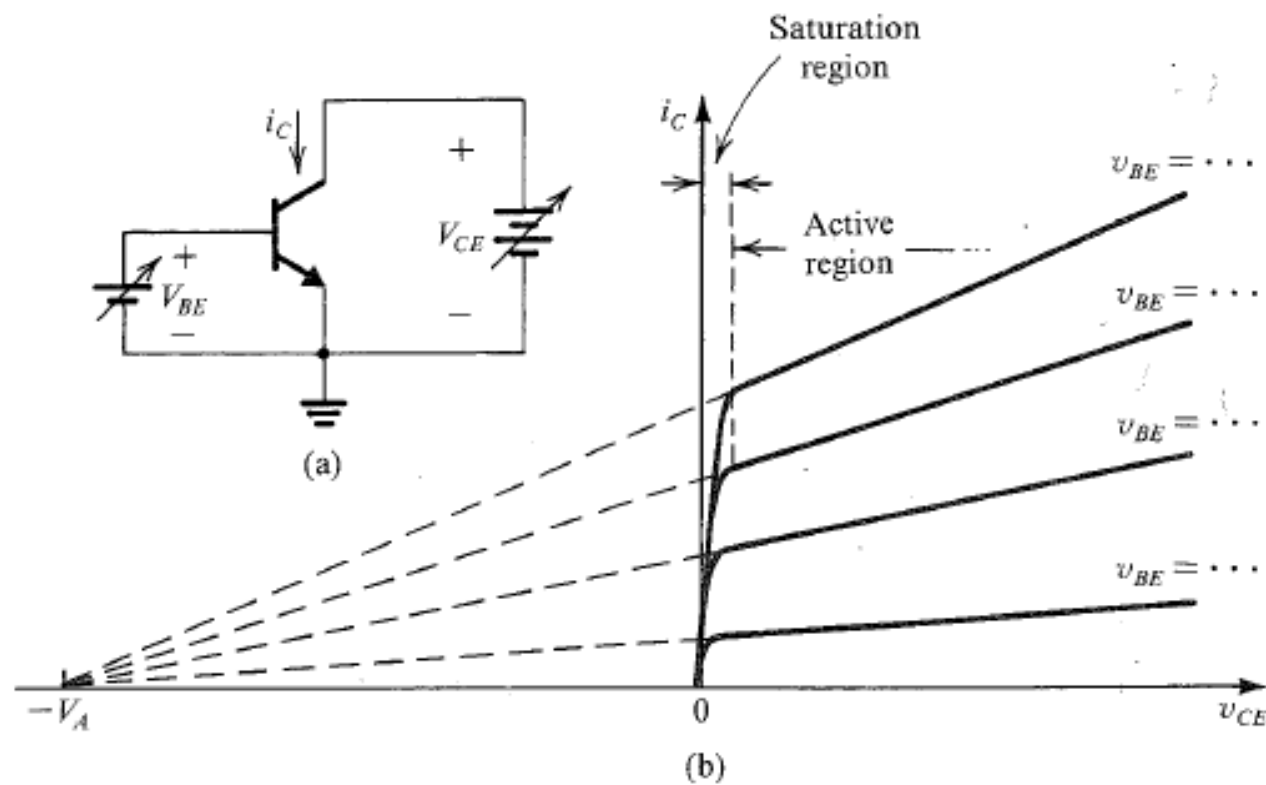 Saturation
region
i_C
+
V_CE
−
+
V_BE
−
(a)
i_C
v_BE = · · ·
Active
region
v_BE = · · ·
v_BE = · · ·
v_BE = · · ·
−V_A
0
v_CE
(b)